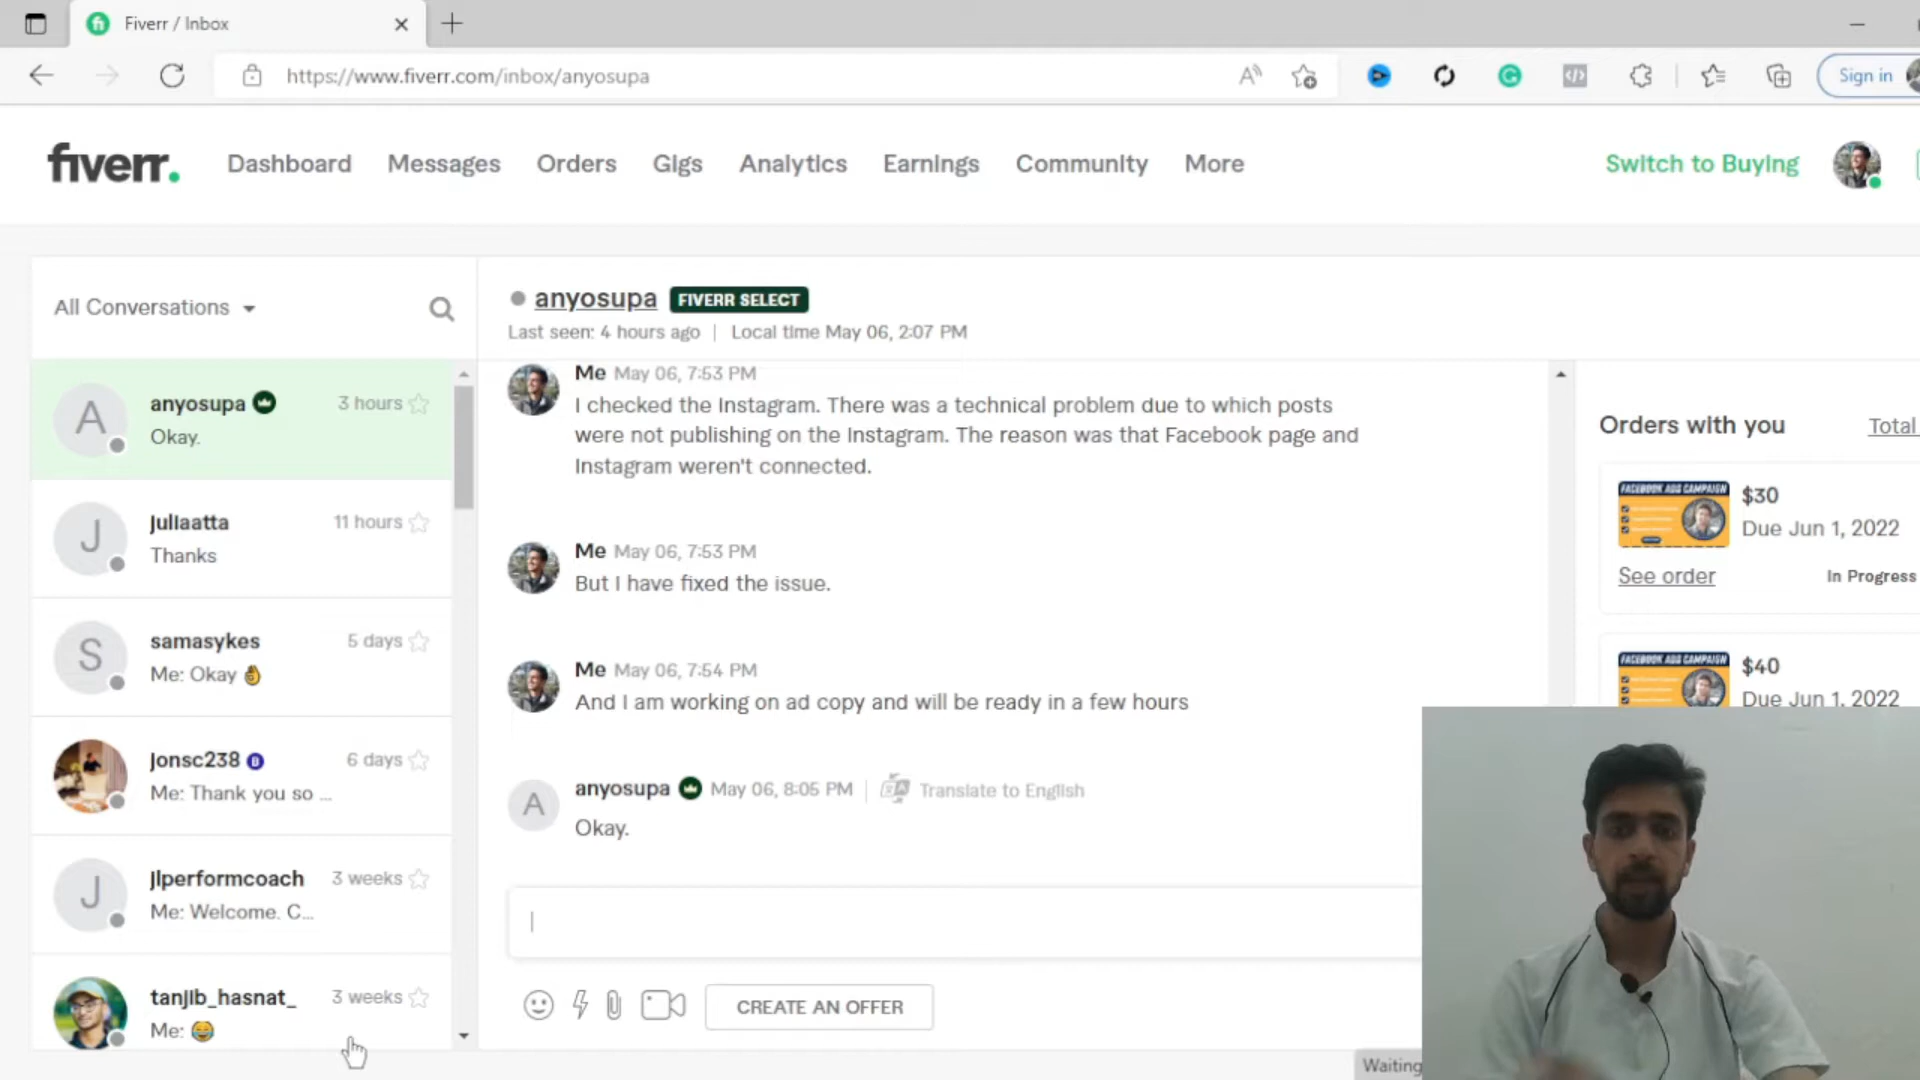 Fiverr / Inbox
https://www.fiverr.com/inbox/anyosupa
Sign in
fiverr.
Dashboard
Messages
Orders
Gigs
Analytics
Earnings
Community
More
Switch to Buying
All Conversations
anyosupa
3 hours
Okay.
juliaatta
11 hours
Thanks
samasykes
5 days
Me: Okay 👌
jonsc238
6 days
Me: Thank you so ...
jlperformcoach
3 weeks
Me: Welcome. C...
tanjib_hasnat_
3 weeks
Me: 😂
anyosupa FIVERR SELECT
Last seen: 4 hours ago | Local time May 06, 2:07 PM
Me May 06, 7:53 PM
I checked the Instagram. There was a technical problem due to which posts
were not publishing on the Instagram. The reason was that Facebook page and
Instagram weren't connected.
Me May 06, 7:53 PM
But I have fixed the issue.
Me May 06, 7:54 PM
And I am working on ad copy and will be ready in a few hours
anyosupa May 06, 8:05 PM | Translate to English
Okay.
CREATE AN OFFER
Orders with you
Total
FACEBOOK ADS CAMPAIGN
$30
Due Jun 1, 2022
See order
In Progress
FACEBOOK ADS CAMPAIGN
$40
Due Jun 1, 2022
Waiting